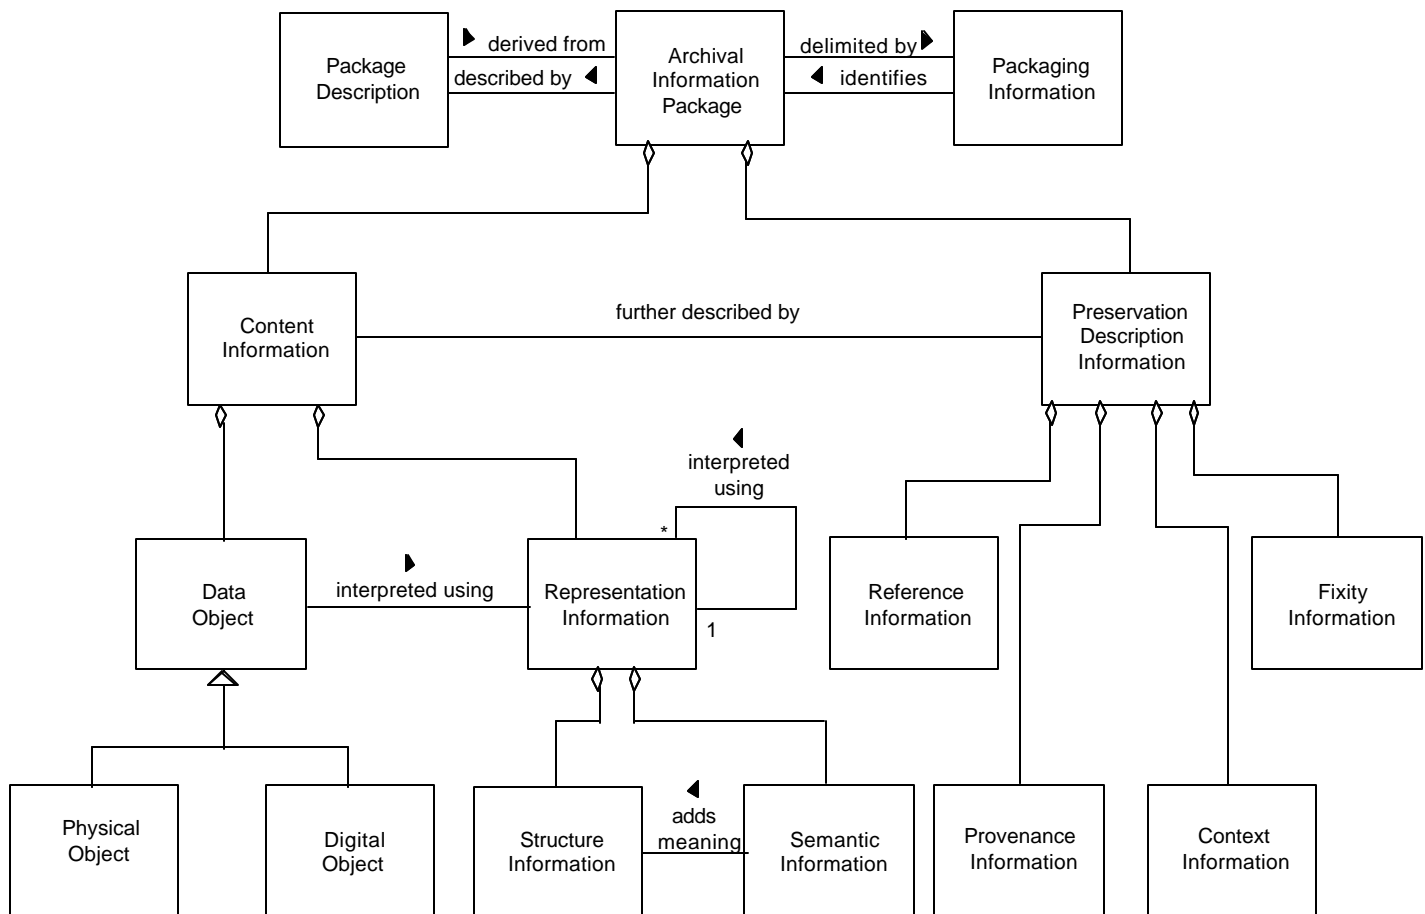 Package
Description
derived from
described by
Archival
Information
Package
delimited by
identifies
Packaging
Information
Content
Information
further described by
Preservation
Description
Information
interpreted
using
*
1
Data
Object
interpreted using
Representation
Information
Reference
Information
Fixity
Information
Physical
Object
Digital
Object
Structure
Information
adds
meaning
Semantic
Information
Provenance
Information
Context
Information